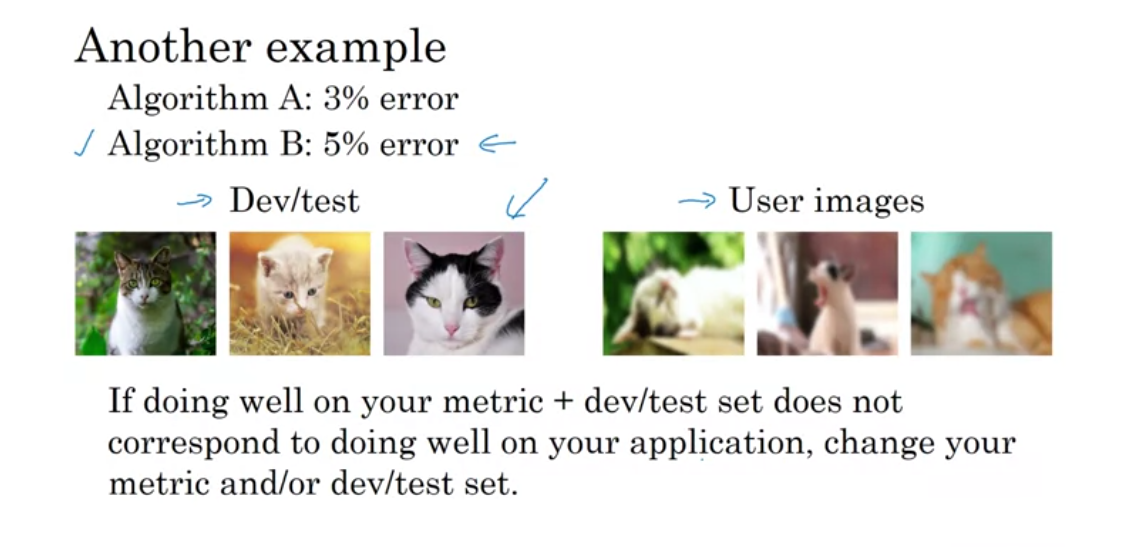 Another example
Algorithm A: 3% error
Algorithm B: 5% error
Dev/test
User images
If doing well on your metric + dev/test set does not
correspond to doing well on your application, change your
metric and/or dev/test set.